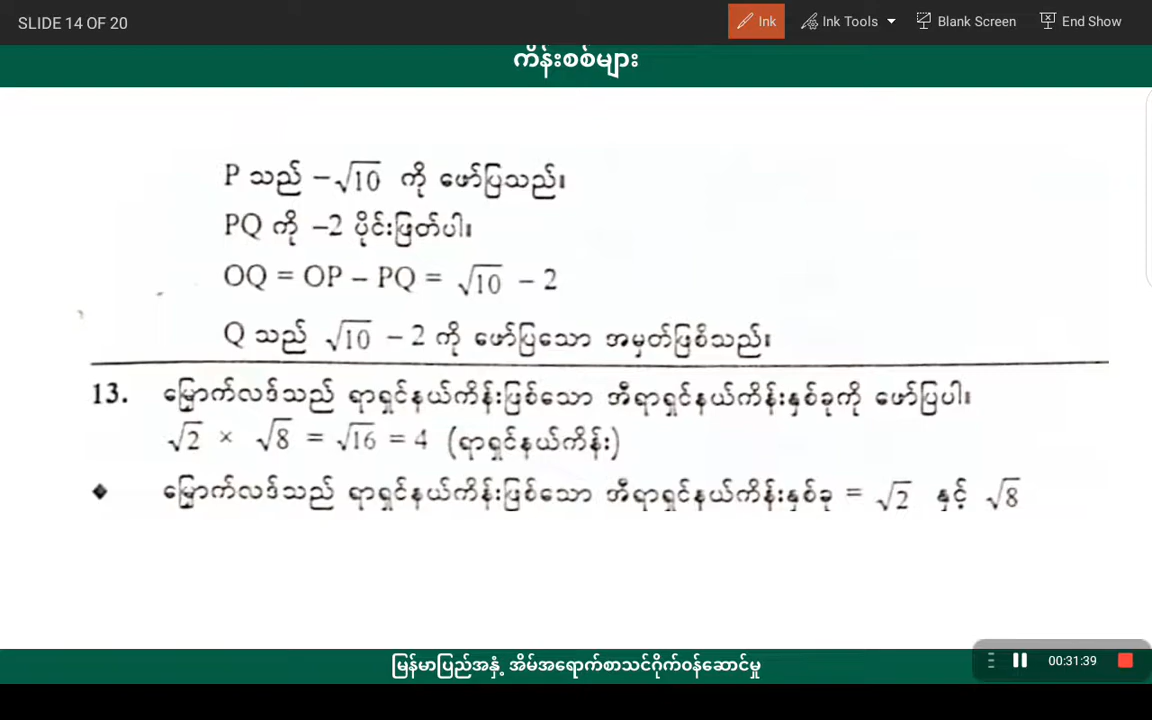 SLIDE 14 OF 20
Ink
Ink Tools
Blank Screen
End Show
ကိန်းစစ်များ
P သည် −√10 ကို ဖော်ပြသည်။
PQ ကို −2 ပိုင်းဖြတ်ပါ။
OQ = OP − PQ = √10 − 2
Q သည် √10 − 2 ကို ဖော်ပြသော အမှတ်ဖြစ်သည်။
13. မြှောက်လဒ်သည် ရာရှင်နယ်ကိန်းဖြစ်သော အီရာရှင်နယ်ကိန်းနှစ်ခုကို ဖော်ပြပါ။
√2 × √8 = √16 = 4 (ရာရှင်နယ်ကိန်း)
◆ မြှောက်လဒ်သည် ရာရှင်နယ်ကိန်းဖြစ်သော အီရာရှင်နယ်ကိန်းနှစ်ခု = √2 နှင့် √8
မြန်မာပြည်အနှံ့ အိမ်အရောက်စာသင်ဂိုက်ဝန်ဆောင်မှု
00:31:39